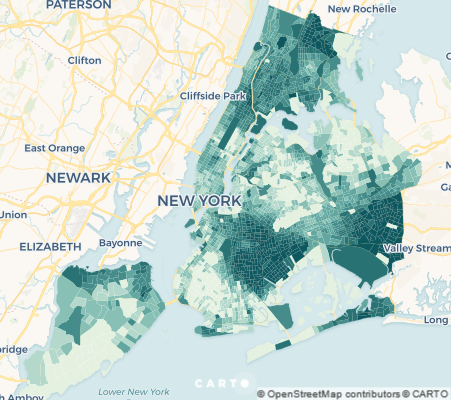 PATERSON
New Rochelle
Clifton
Cliffside Park
East Orange
NEWARK
NEW YORK
Union
ELIZABETH
Bayonne
Valley Stream
Long
bridge
th Amboy
Lower New York
CARTO
© OpenStreetMap contributors © CARTO